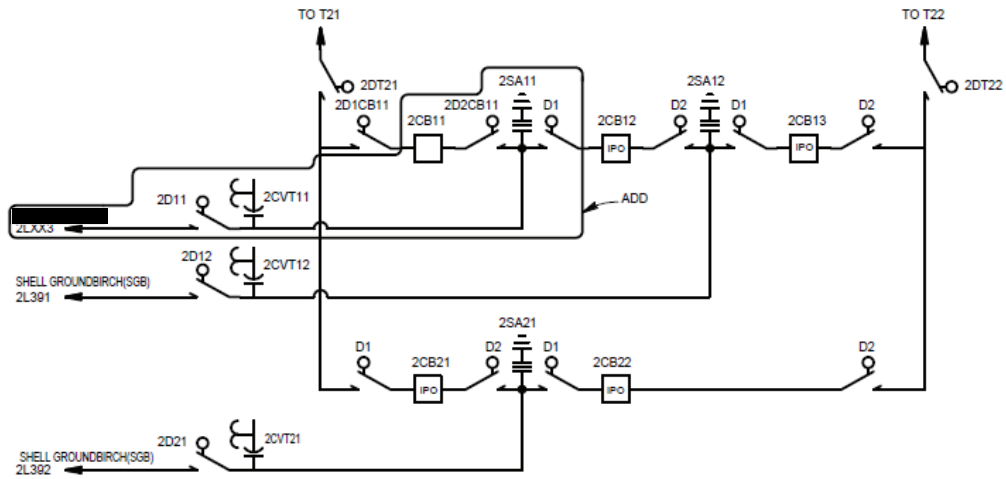 TO T21
TO T22
2DT21
2DT22
2SA11
2SA12
2D1CB11
2D2CB11
D1
D2
D1
D2
2CB11
2CB12
IPO
2CB13
IPO
2D11
2CVT11
ADD
2LXX3
2D12
2CVT12
SHELL GROUNDBIRCH(SGB)
2L391
2SA21
D1
D2
D1
D2
2CB21
IPO
2CB22
IPO
2D21
2CVT21
SHELL GROUNDBIRCH(SGB)
2L392